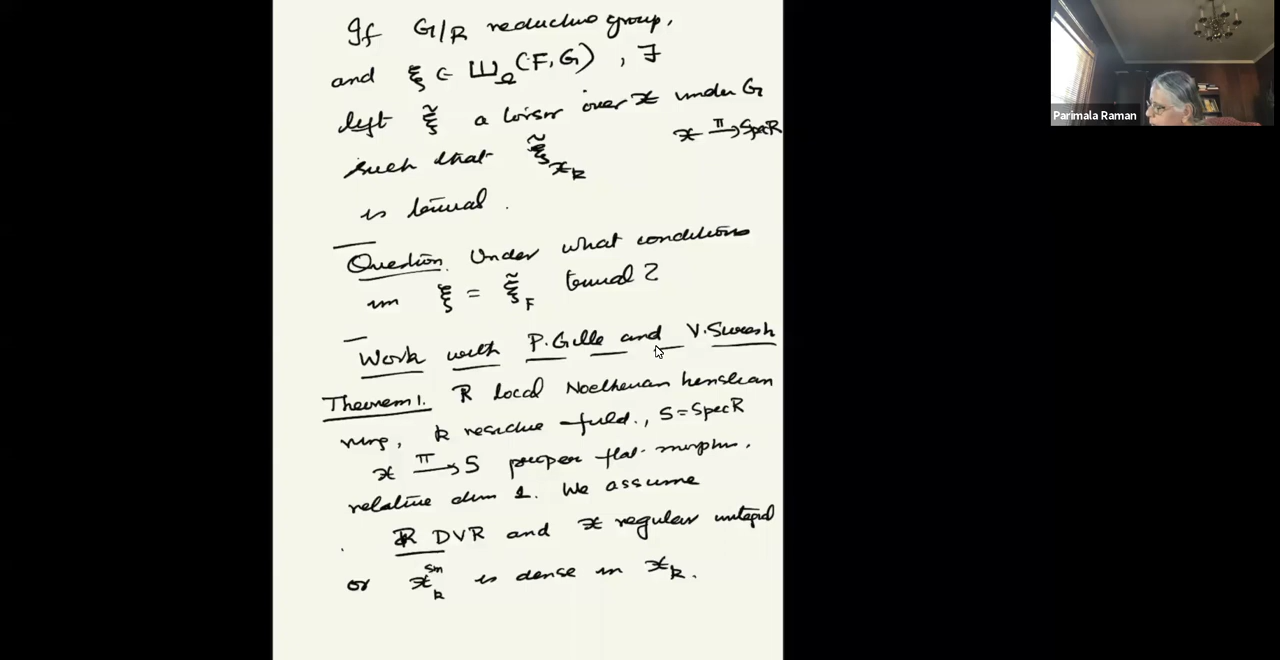 If G/R reductive group,
and ξ ∈ Ш_Ω(F, G), ∃
lift ξ̃ a torsor over 𝒳 under G
𝒳 →^π Spec R
such that ξ̃_{𝒳_k}
is trivial.
Question. Under what conditions
is ξ = ξ̃_F trivial?
Work with P. Gille and V. Suresh
Theorem 1. R local Noetherian henselian
ring, k residue field., S = Spec R
𝒳 →^π S proper flat morphism,
relative dim 1. We assume
R DVR and 𝒳 regular integral
or 𝒳_k^{sm} is dense in 𝒳_k.
Parimala Raman